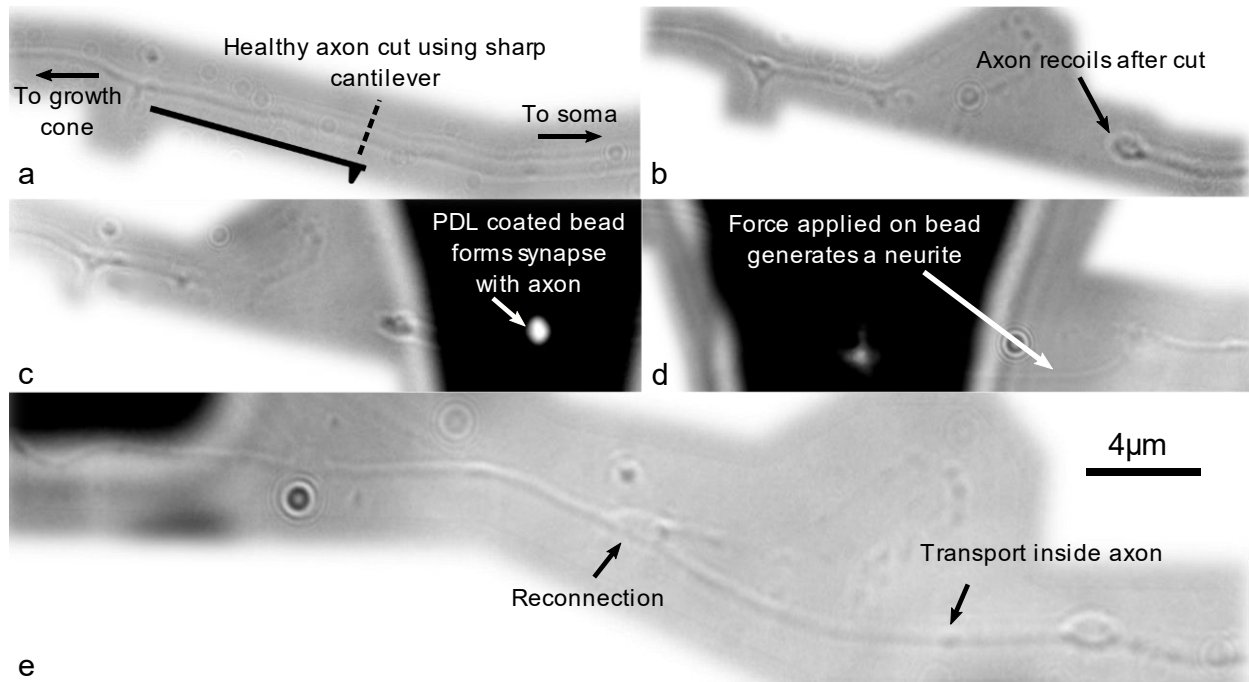 Healthy axon cut using sharp
cantilever
To growth
cone
To soma
a
Axon recoils after cut
b
PDL coated bead
forms synapse
with axon
c
Force applied on bead
generates a neurite
d
4µm
Reconnection
Transport inside axon
e